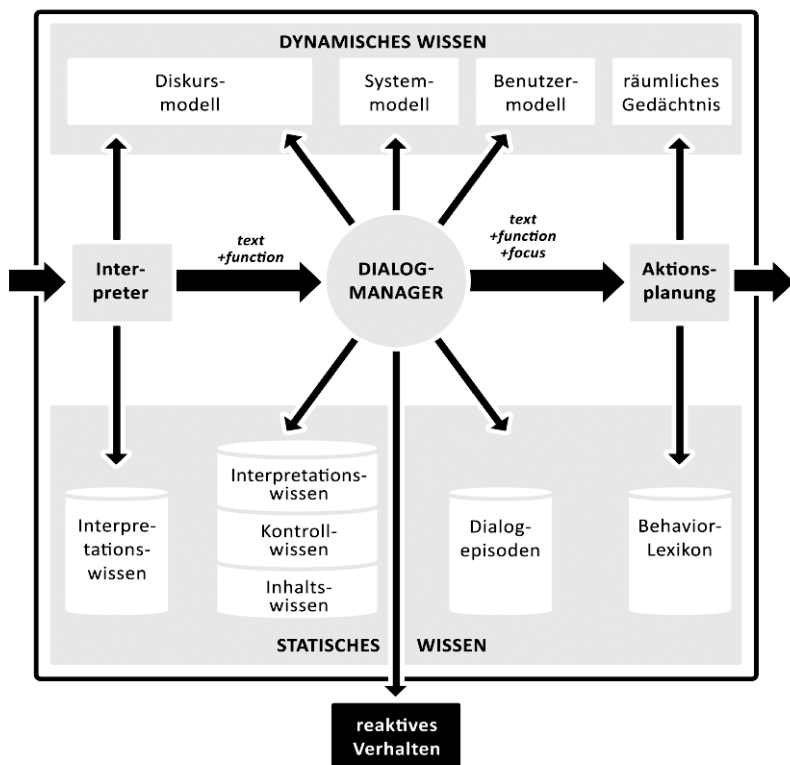 DYNAMISCHES WISSEN
Diskurs-
modell
System-
modell
Benutzer-
modell
räumliches
Gedächtnis
Inter-
preter
text
+function
DIALOG-
MANAGER
text
+function
+focus
Aktions-
planung
Interpre-
tations-
wissen
Interpretations-
wissen
Kontroll-
wissen
Inhalts-
wissen
Dialog-
episoden
Behavior-
Lexikon
STATISCHES WISSEN
reaktives
Verhalten